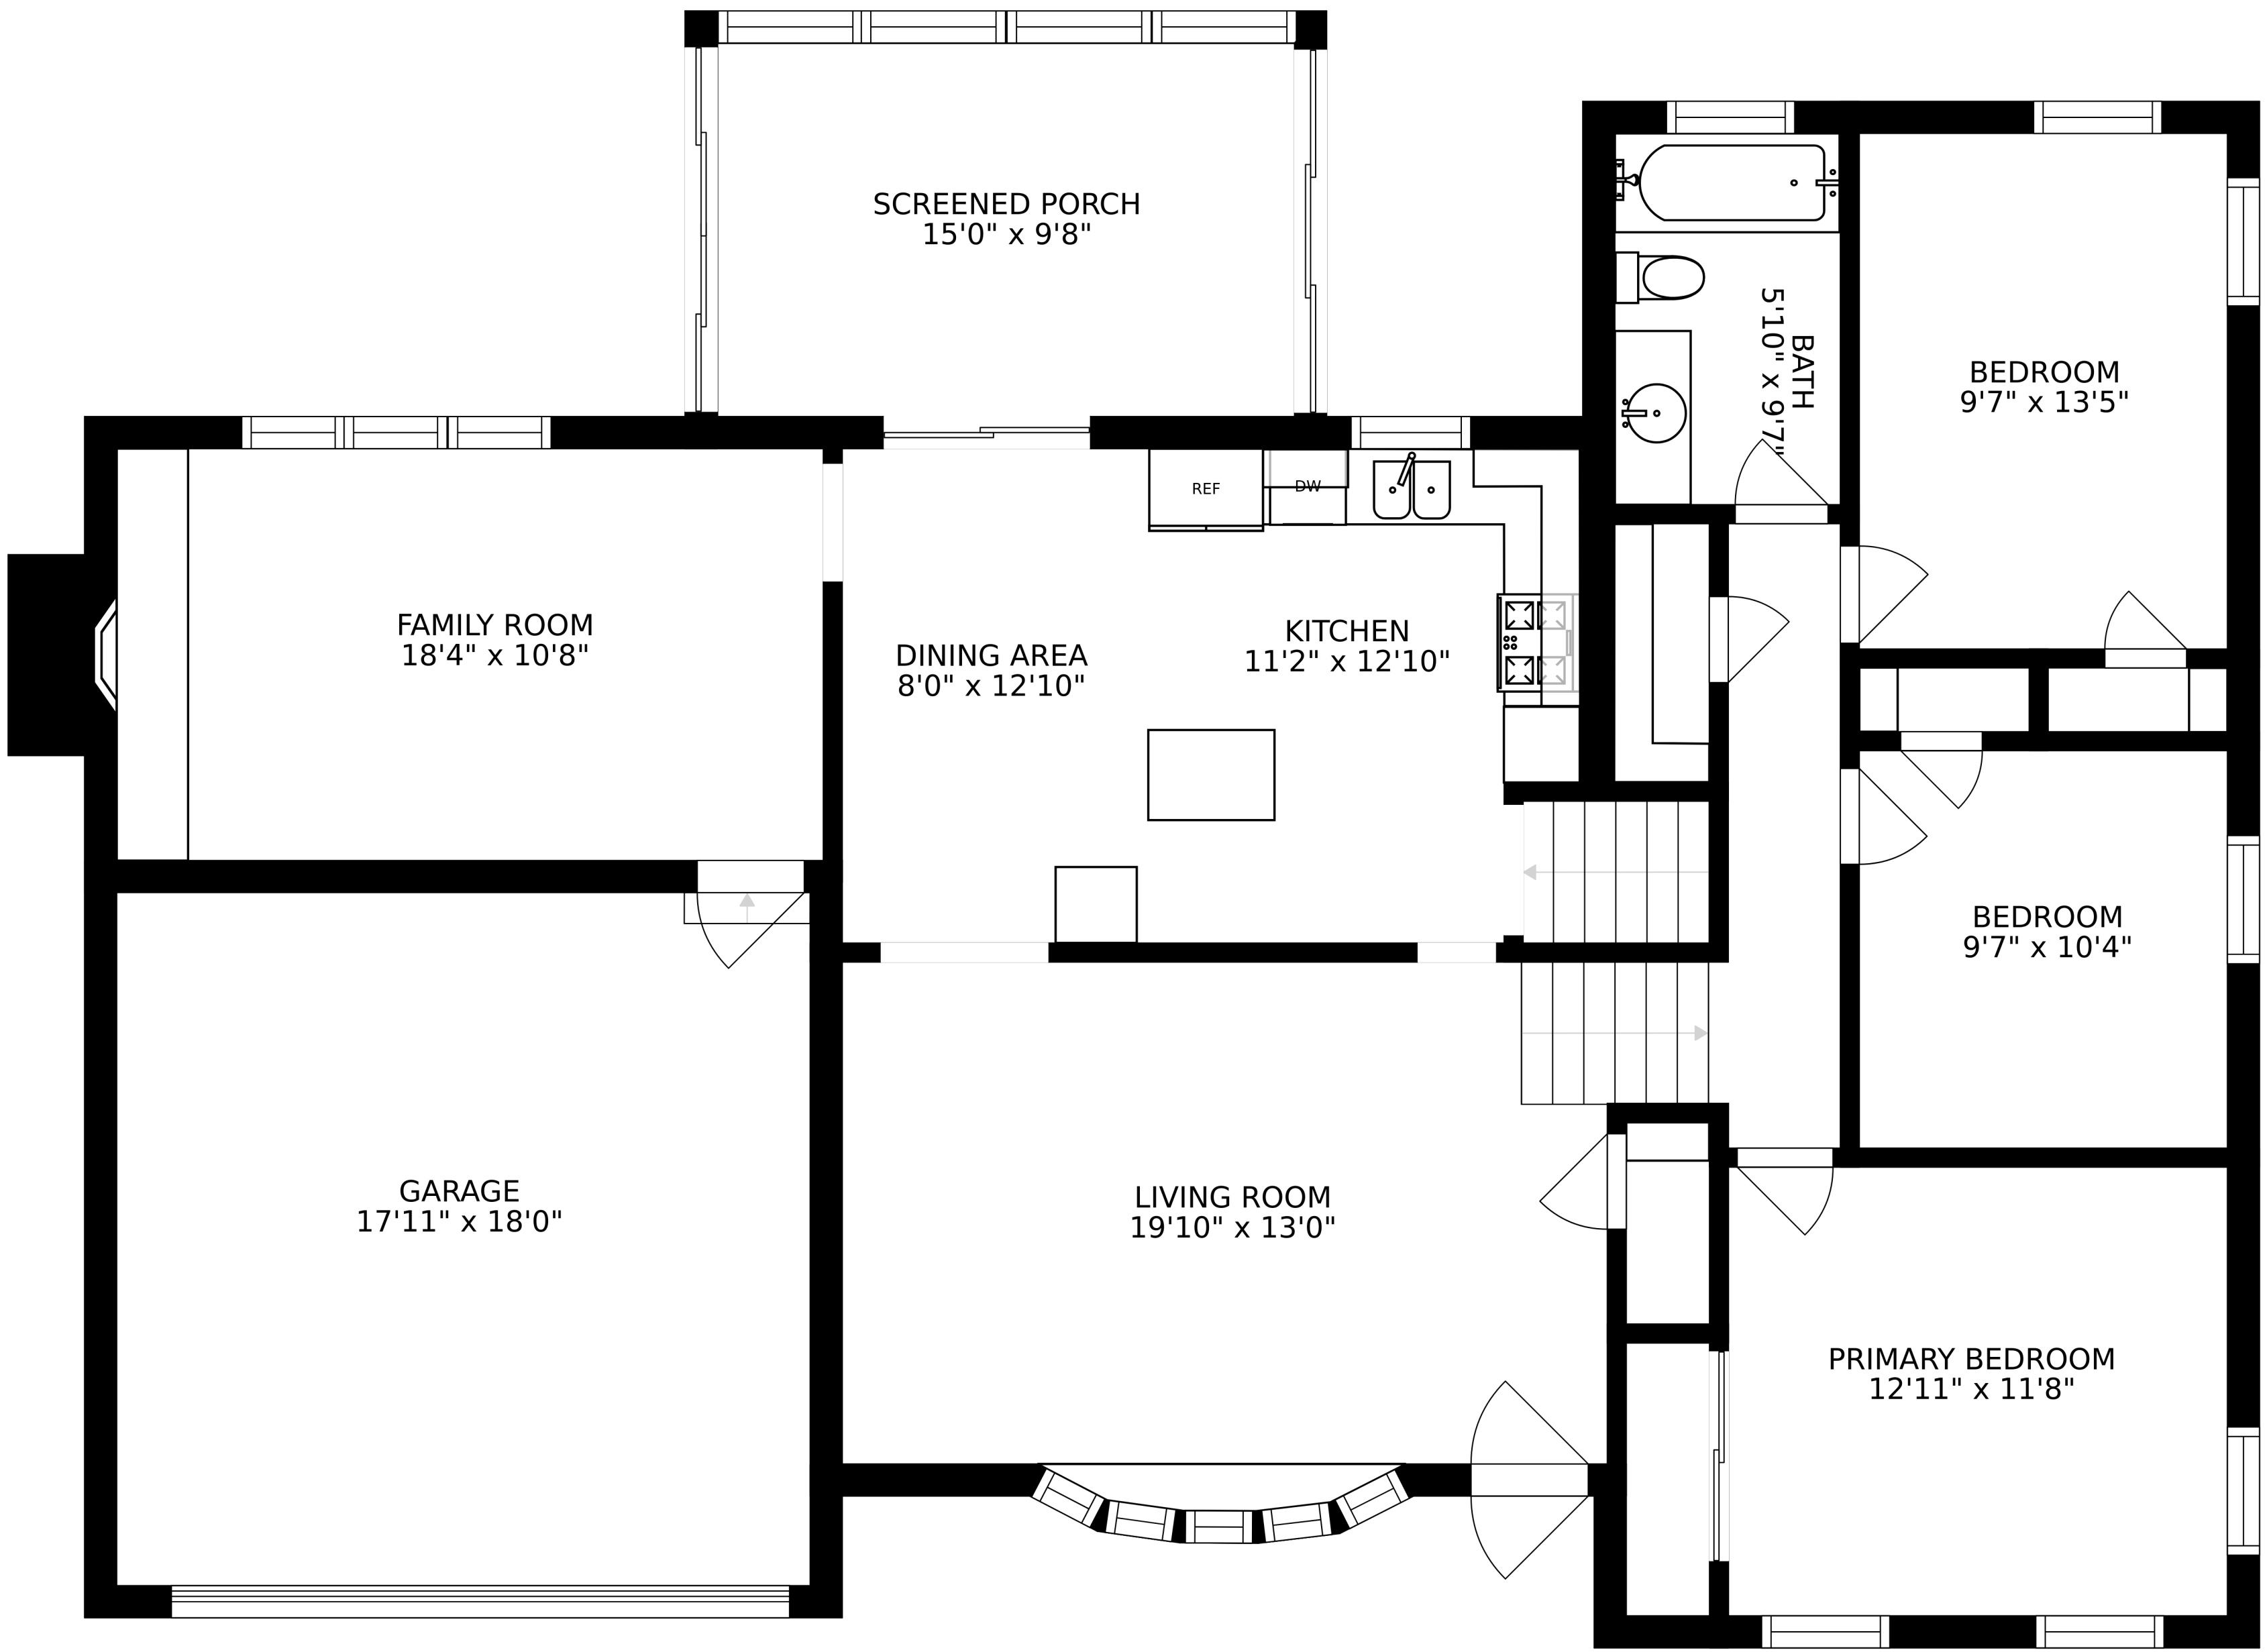 SCREENED PORCH
15'0" x 9'8"
BATH
5'10" x 9'7"
BEDROOM
9'7" x 13'5"
REF
DW
FAMILY ROOM
18'4" x 10'8"
DINING AREA
8'0" x 12'10"
KITCHEN
11'2" x 12'10"
BEDROOM
9'7" x 10'4"
GARAGE
17'11" x 18'0"
LIVING ROOM
19'10" x 13'0"
PRIMARY BEDROOM
12'11" x 11'8"